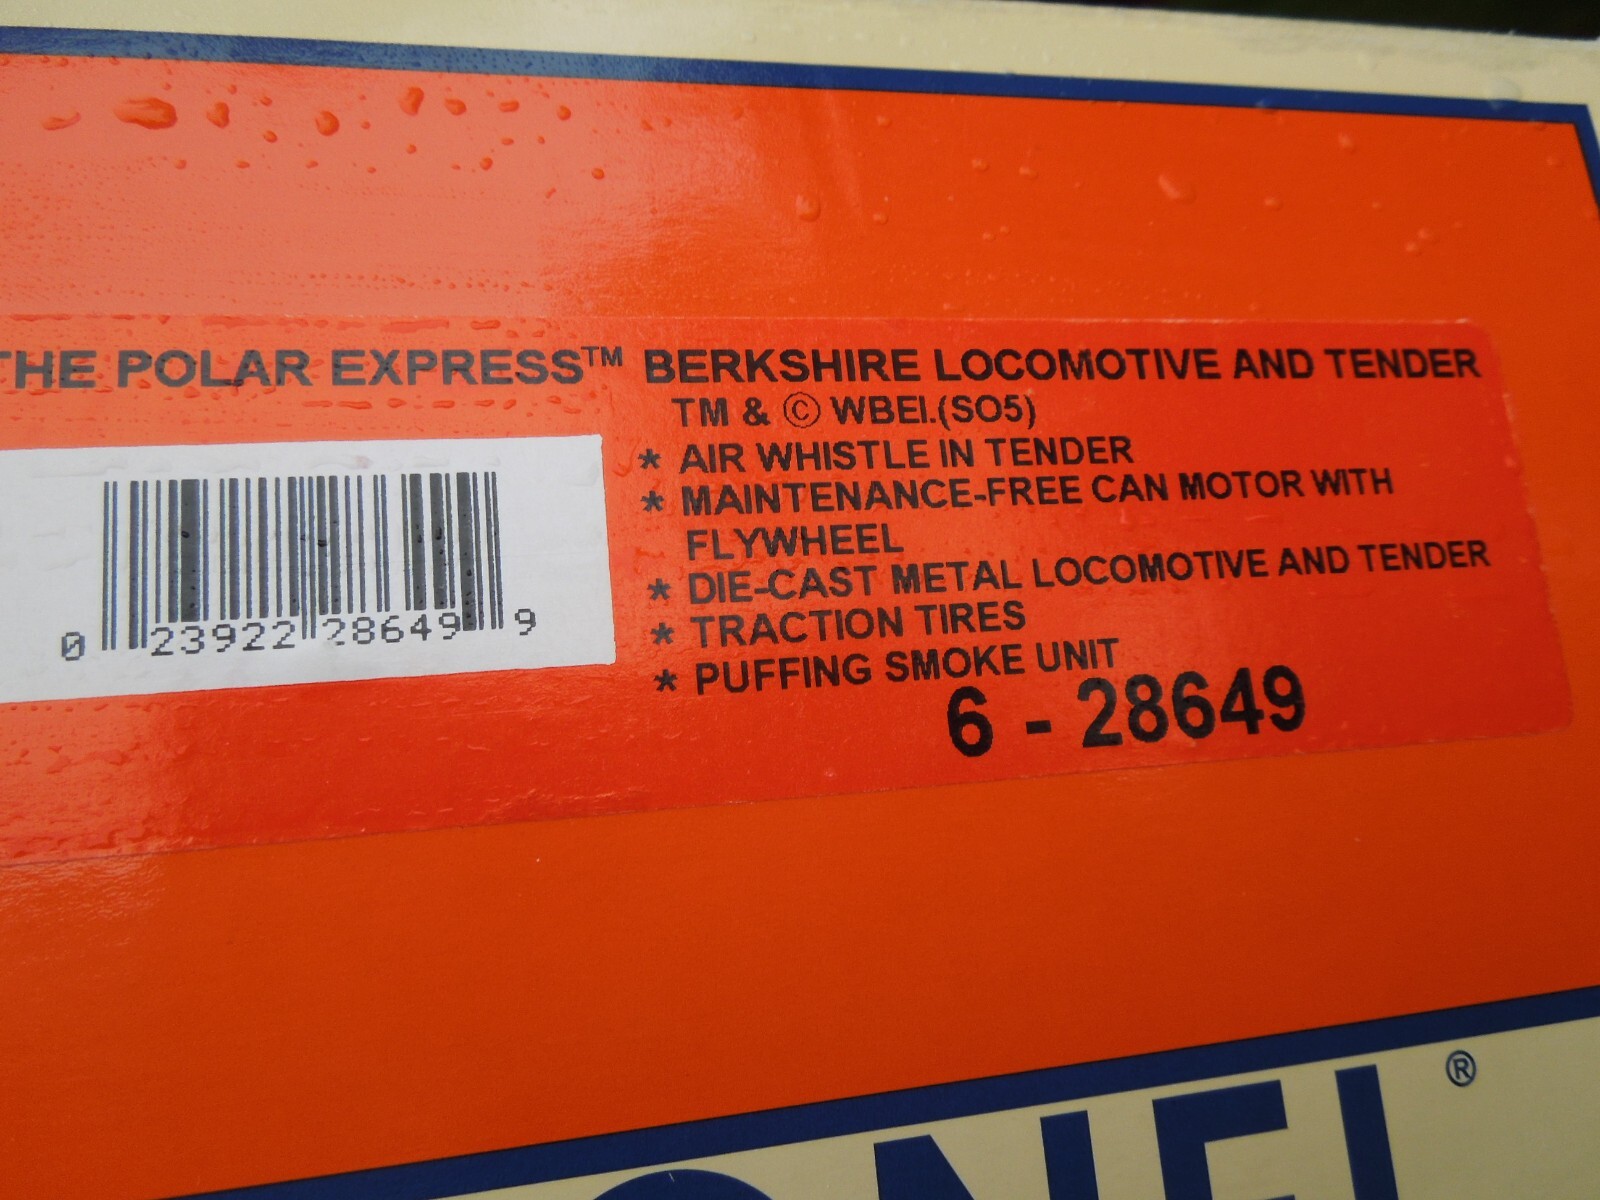 THE POLAR EXPRESS™ BERKSHIRE LOCOMOTIVE AND TENDER
TM & © WBEI.(SO5)
* AIR WHISTLE IN TENDER
* MAINTENANCE-FREE CAN MOTOR WITH
FLYWHEEL
* DIE-CAST METAL LOCOMOTIVE AND TENDER
* TRACTION TIRES
* PUFFING SMOKE UNIT
6 - 28649
0 23922 28649 9
ONEL®